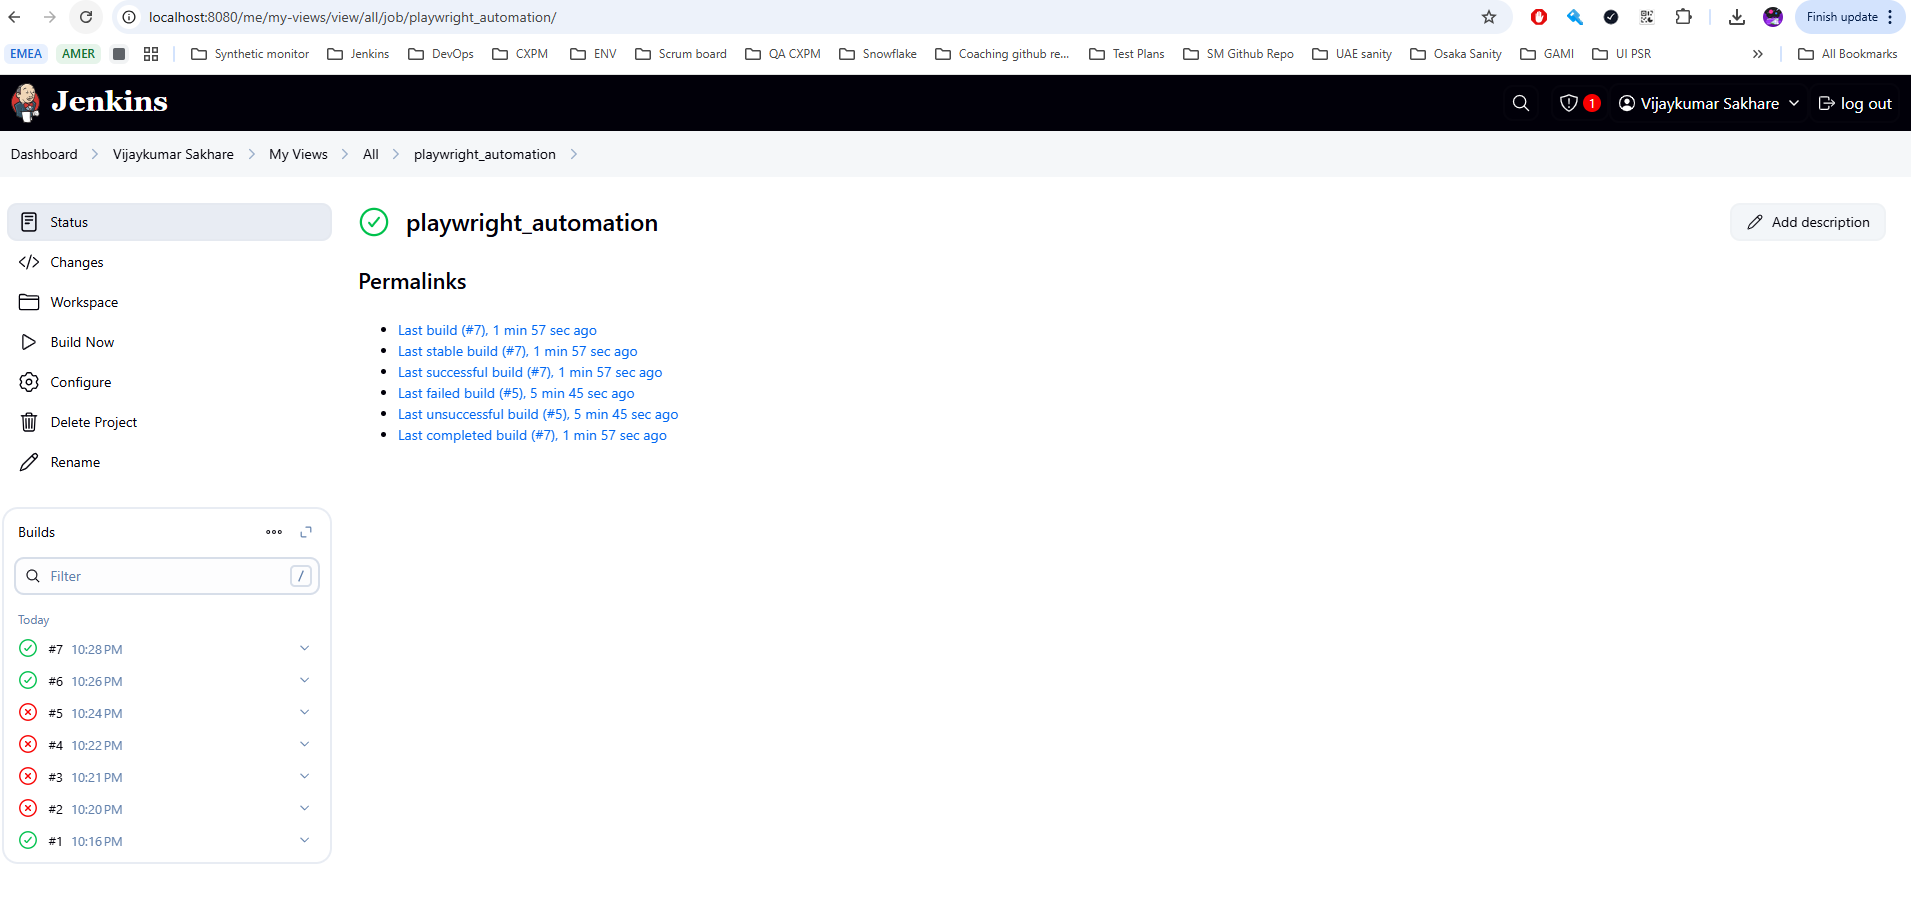 localhost:8080/me/my-views/view/all/job/playwright_automation/
Finish update
EMEA AMER Synthetic monitor Jenkins DevOps CXPM ENV Scrum board QA CXPM Snowflake Coaching github re... Test Plans SM Github Repo UAE sanity Osaka Sanity GAMI UI PSR » All Bookmarks
Jenkins
1 Vijaykumar Sakhare log out
Dashboard Vijaykumar Sakhare My Views All playwright_automation
Status
Changes
Workspace
Build Now
Configure
Delete Project
Rename
playwright_automation
Add description
Permalinks
Last build (#7), 1 min 57 sec ago
Last stable build (#7), 1 min 57 sec ago
Last successful build (#7), 1 min 57 sec ago
Last failed build (#5), 5 min 45 sec ago
Last unsuccessful build (#5), 5 min 45 sec ago
Last completed build (#7), 1 min 57 sec ago
Builds
Filter /
Today
#7 10:28 PM
#6 10:26 PM
#5 10:24 PM
#4 10:22 PM
#3 10:21 PM
#2 10:20 PM
#1 10:16 PM